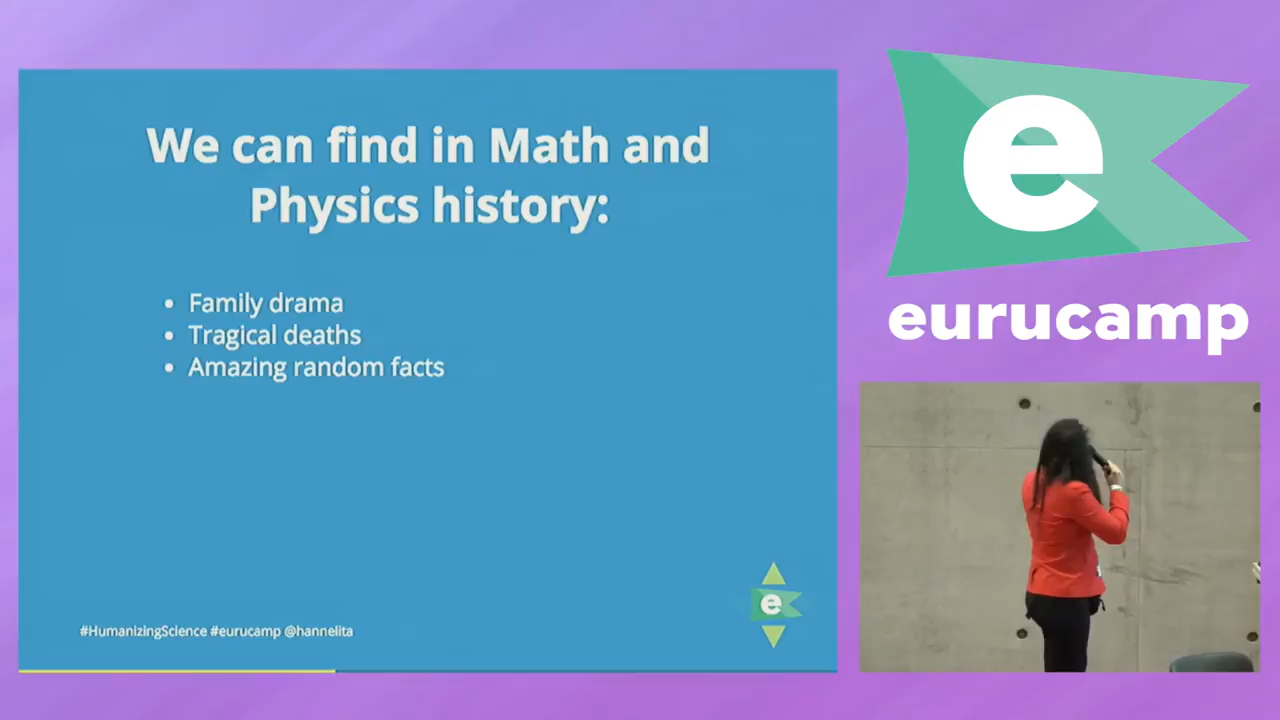 We can find in Math and
Physics history:
• Family drama
• Tragical deaths
• Amazing random facts
e
#HumanizingScience #eurucamp @hannelita
e
eurucamp